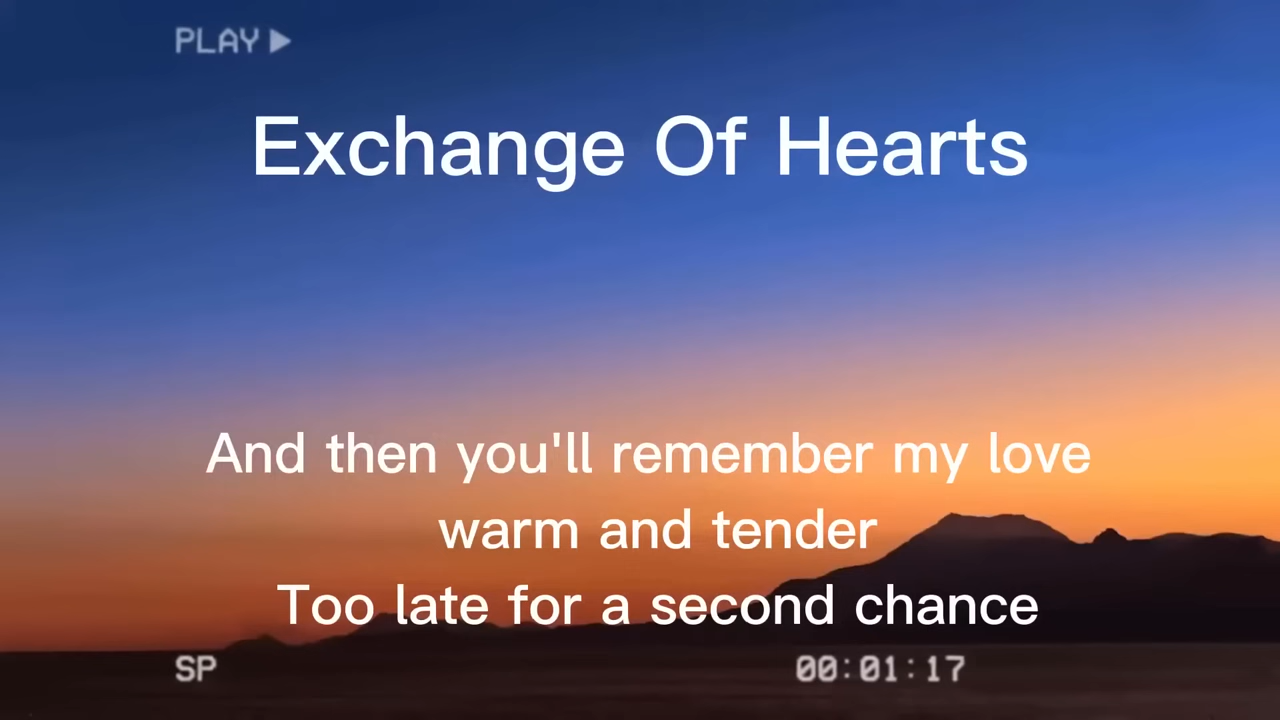 PLAY ▶
Exchange Of Hearts
And then you'll remember my love
warm and tender
Too late for a second chance
SP
00:01:17